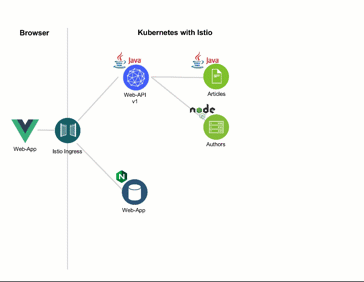 Browser
Kubernetes with Istio
Java
Java
Web-API
v1
Articles
node
Web-App
Istio Ingress
Authors
Web-App